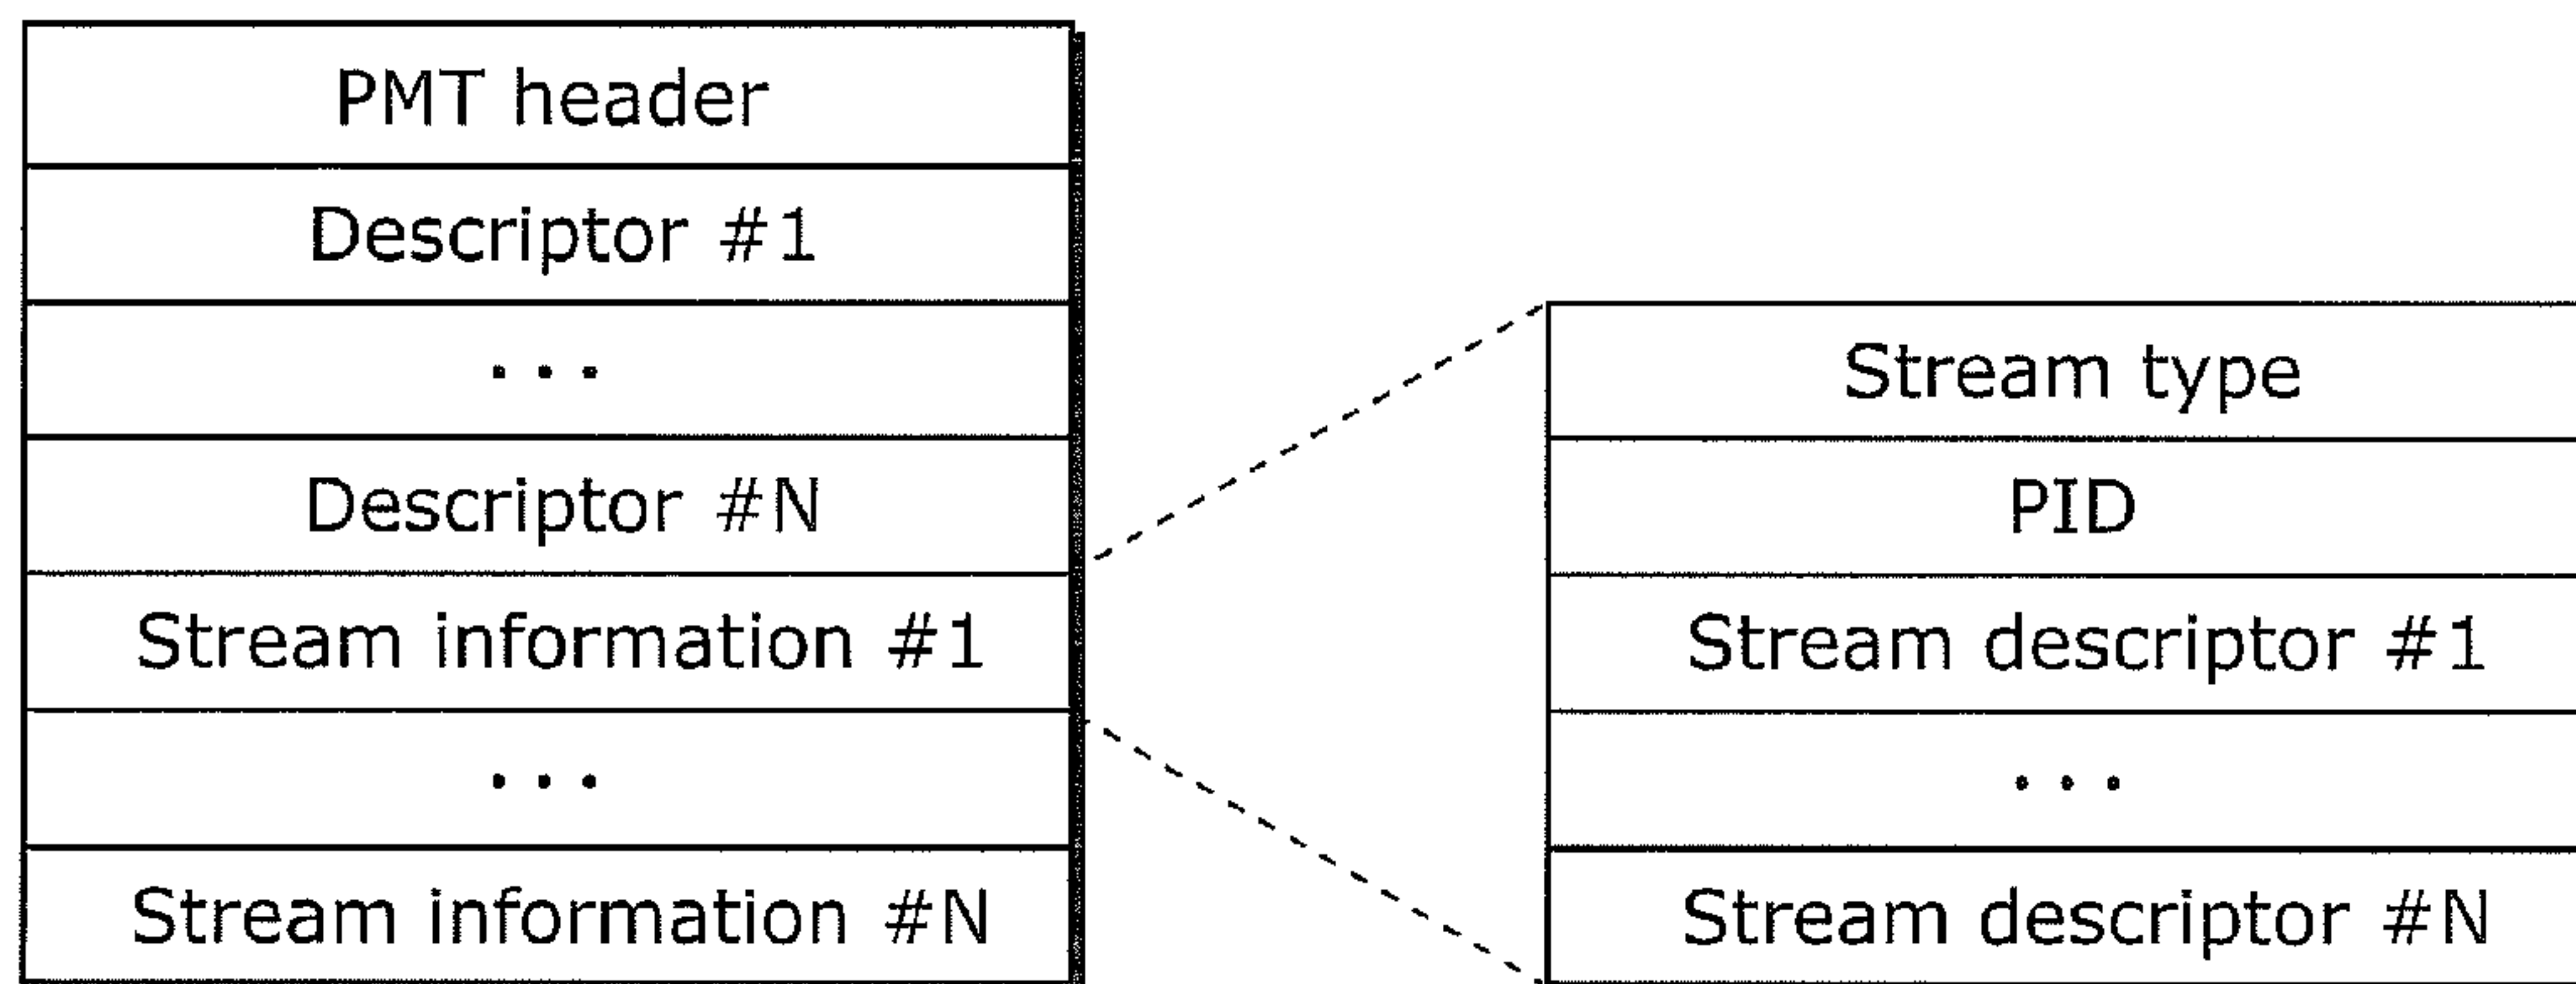 PMT header
Descriptor #1
...
Descriptor #N
Stream information #1
...
Stream information #N
Stream type
PID
Stream descriptor #1
...
Stream descriptor #N